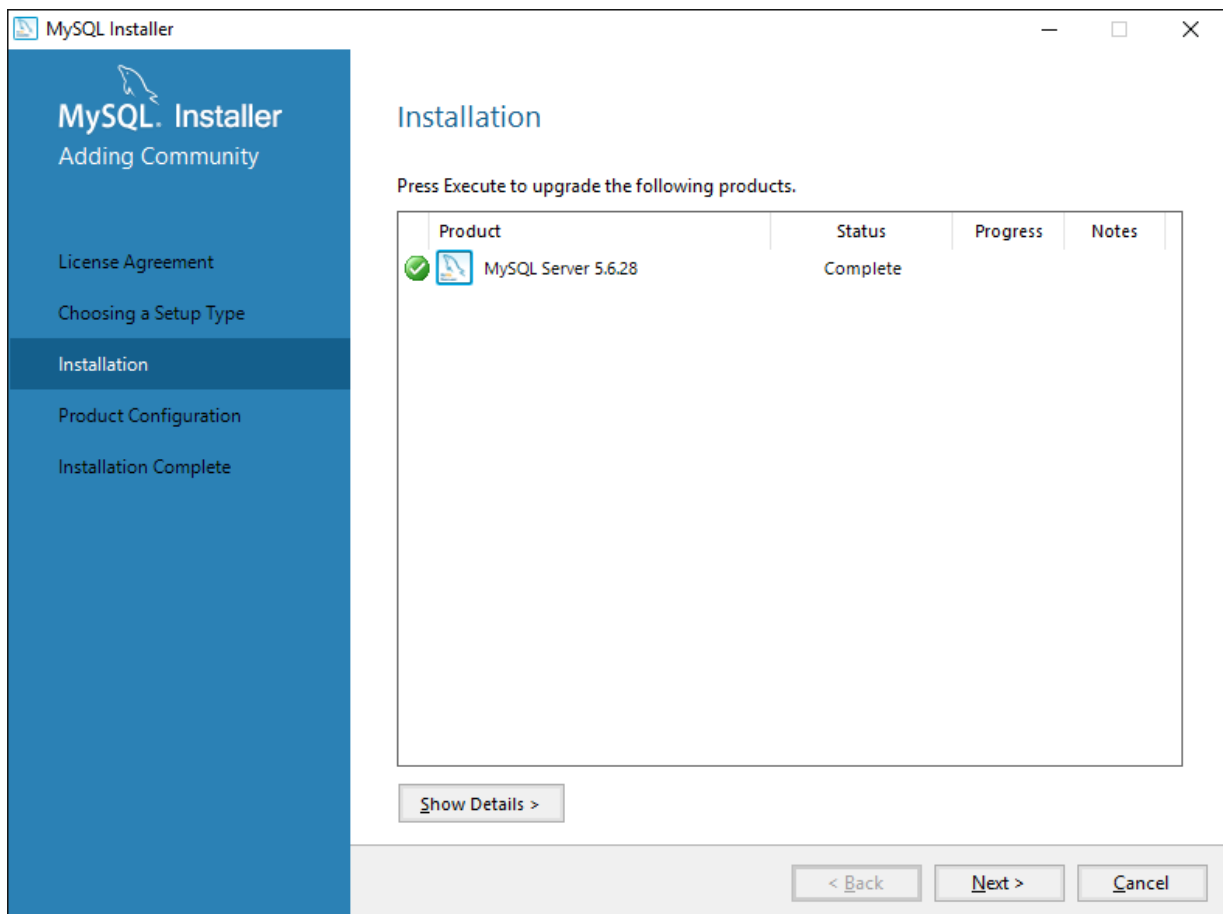 MySQL Installer
MySQL. Installer
Adding Community
License Agreement
Choosing a Setup Type
Installation
Product Configuration
Installation Complete
Installation
Press Execute to upgrade the following products.
Product Status Progress Notes
MySQL Server 5.6.28 Complete
Show Details >
< Back Next > Cancel